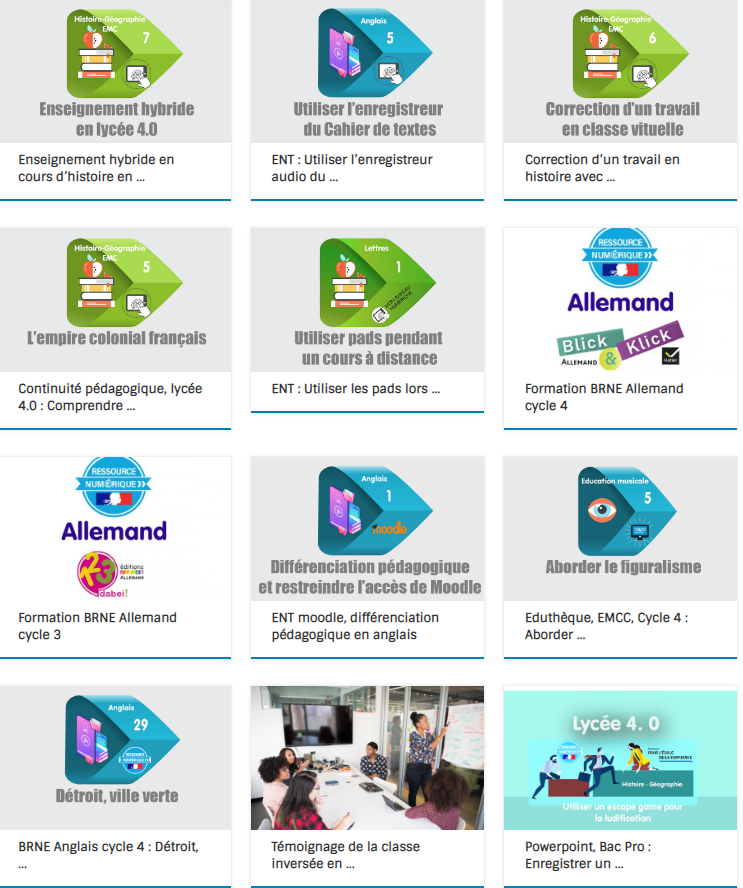 Histoire-Géographie
EMC
7
Enseignement hybride
en lycée 4.0
Enseignement hybride en
cours d'histoire en ...
Anglais
5
Utiliser l'enregistreur
du Cahier de textes
ENT : Utiliser l'enregistreur
audio du ...
Histoire-Géographie
EMC
6
Correction d'un travail
en classe vituelle
Correction d'un travail en
histoire avec ...
Histoire-Géographie
EMC
5
L'empire colonial français
Continuité pédagogique, lycée
4.0 : Comprendre ...
Lettres
1
MON BUREAU
NUMÉRIQUE
Utiliser pads pendant
un cours à distance
ENT : Utiliser les pads lors ...
RESSOURCE
NUMÉRIQUE
Allemand
Blick
& Klick
ALLEMAND
Hatier
Formation BRNE Allemand
cycle 4
RESSOURCE
NUMÉRIQUE
Allemand
123
dabei!
éditions
ALLEMAND
Formation BRNE Allemand
cycle 3
Anglais
1
moodle
Différenciation pédagogique
et restreindre l'accès de Moodle
ENT moodle, différenciation
pédagogique en anglais
Education musicale
5
Aborder le figuralisme
Eduthèque, EMCC, Cycle 4 :
Aborder ...
Anglais
29
Détroit, ville verte
BRNE Anglais cycle 4 : Détroit,
...
Témoignage de la classe
inversée en ...
Lycée 4. 0
POUR L'ÉCOLE
DE LA CONFIANCE
Histoire - Géographie
Utiliser un escape game pour
la ludification
Powerpoint, Bac Pro :
Enregistrer un ...